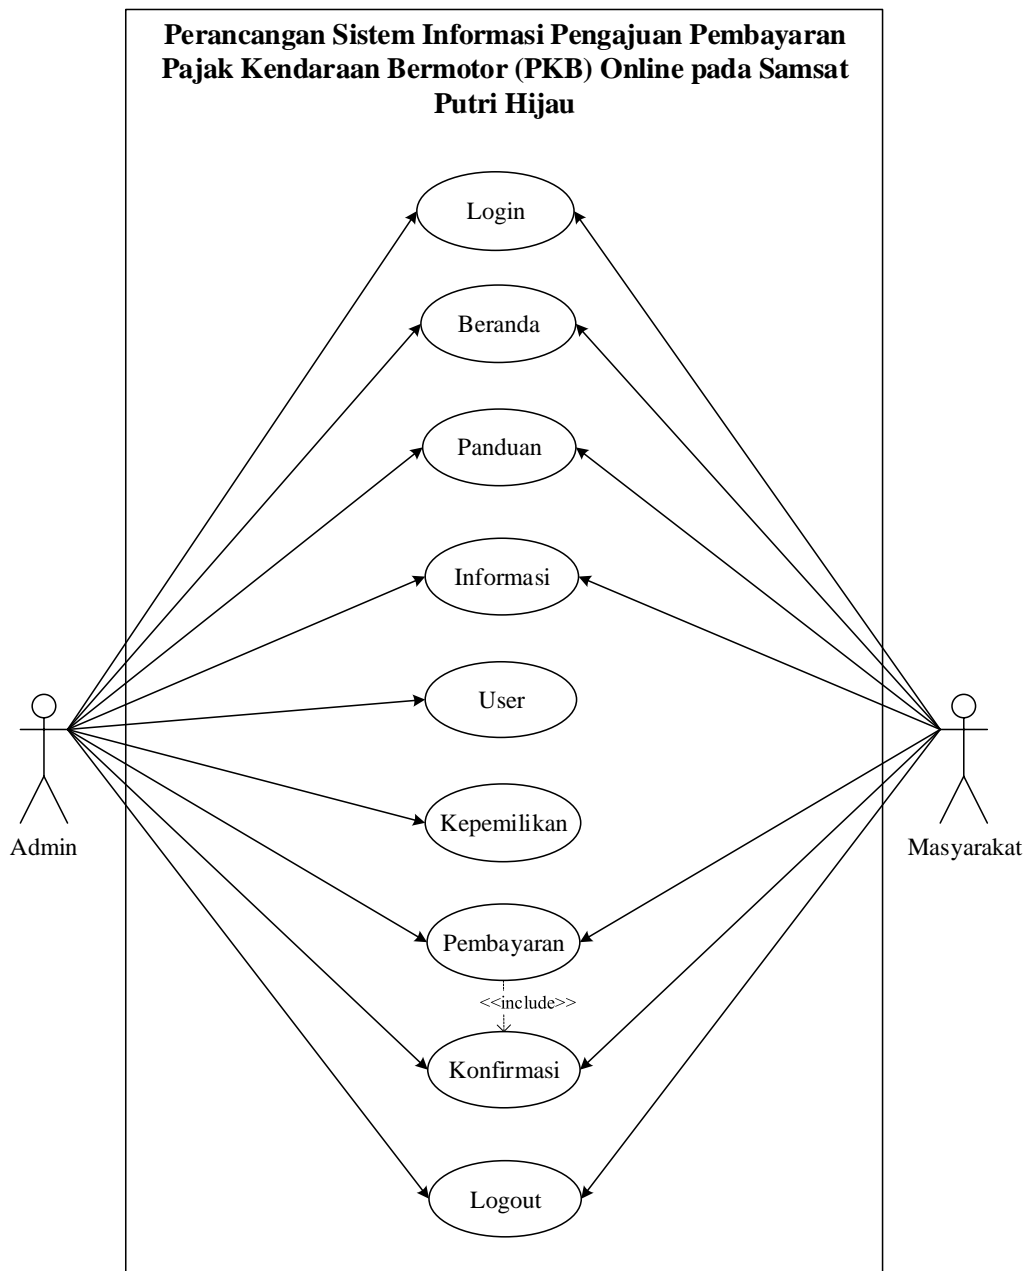 Perancangan Sistem Informasi Pengajuan Pembayaran
Pajak Kendaraan Bermotor (PKB) Online pada Samsat
Putri Hijau
Login
Beranda
Panduan
Informasi
User
Kepemilikan
Admin
Masyarakat
Pembayaran
<<include>>
Konfirmasi
Logout